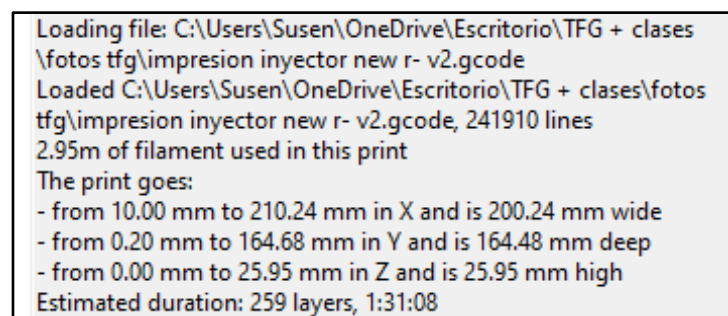 Loading file: C:\Users\Susen\OneDrive\Escritorio\TFG + clases
\fotos tfg\impresion inyector new r- v2.gcode
Loaded C:\Users\Susen\OneDrive\Escritorio\TFG + clases\fotos
tfg\impresion inyector new r- v2.gcode, 241910 lines
2.95m of filament used in this print
The print goes:
- from 10.00 mm to 210.24 mm in X and is 200.24 mm wide
- from 0.20 mm to 164.68 mm in Y and is 164.48 mm deep
- from 0.00 mm to 25.95 mm in Z and is 25.95 mm high
Estimated duration: 259 layers, 1:31:08